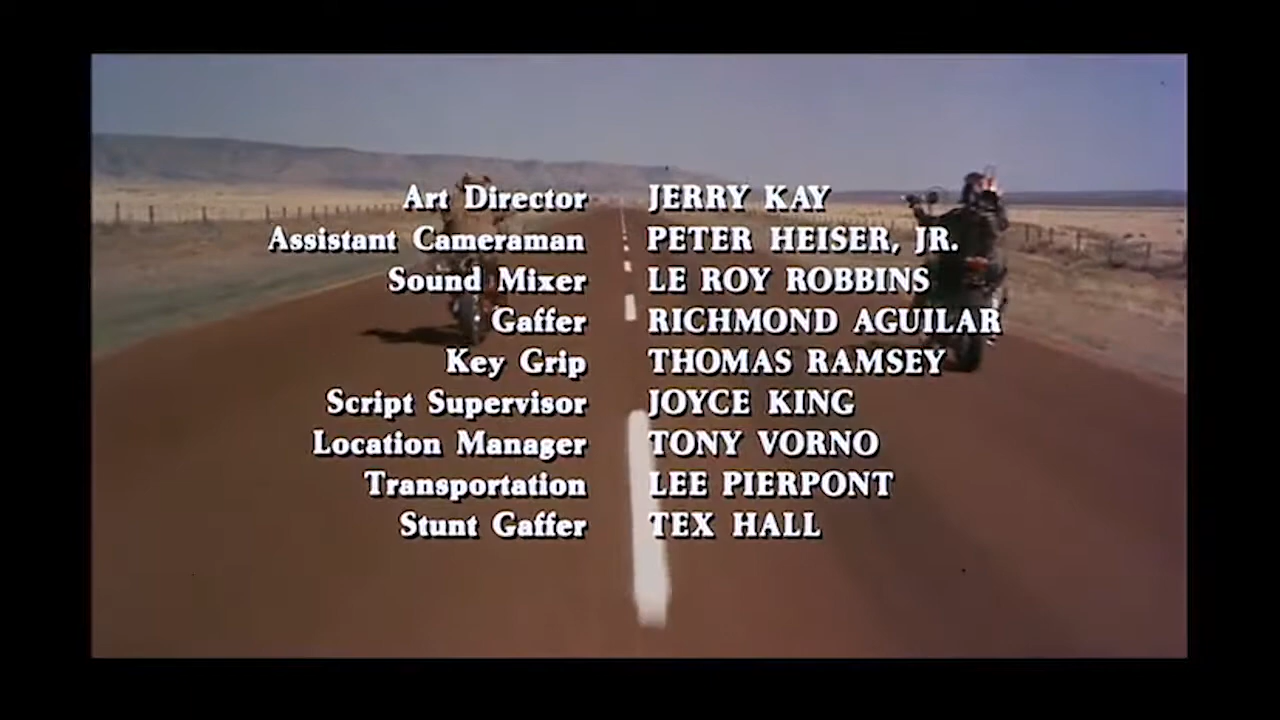 Art Director JERRY KAY
Assistant Cameraman PETER HEISER, JR.
Sound Mixer LE ROY ROBBINS
Gaffer RICHMOND AGUILAR
Key Grip THOMAS RAMSEY
Script Supervisor JOYCE KING
Location Manager TONY VORNO
Transportation LEE PIERPONT
Stunt Gaffer TEX HALL